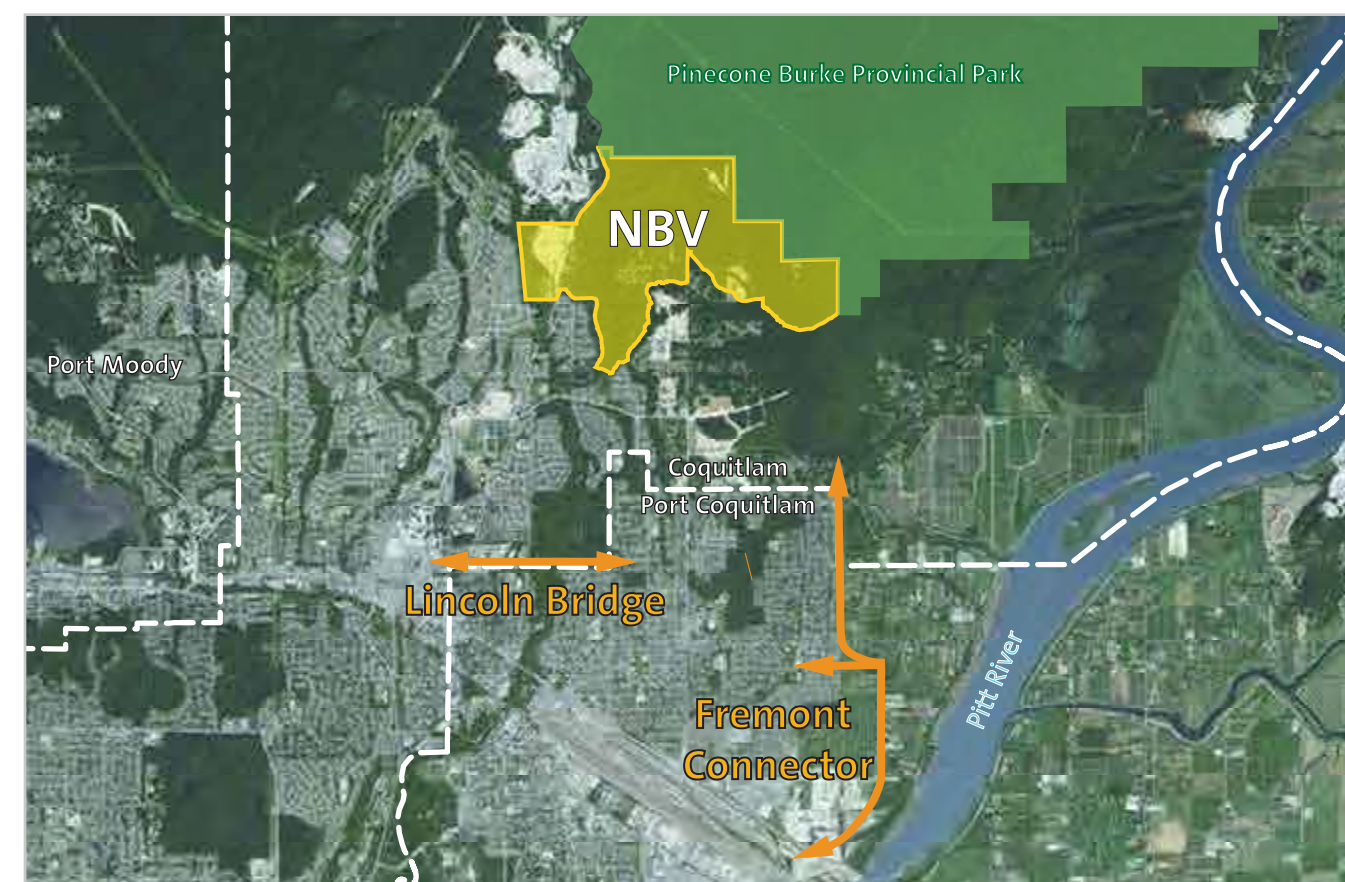 Pinecone Burke Provincial Park
NBV
Port Moody
Coquitlam
Port Coquitlam
Lincoln Bridge
Pitt River
Fremont
Connector